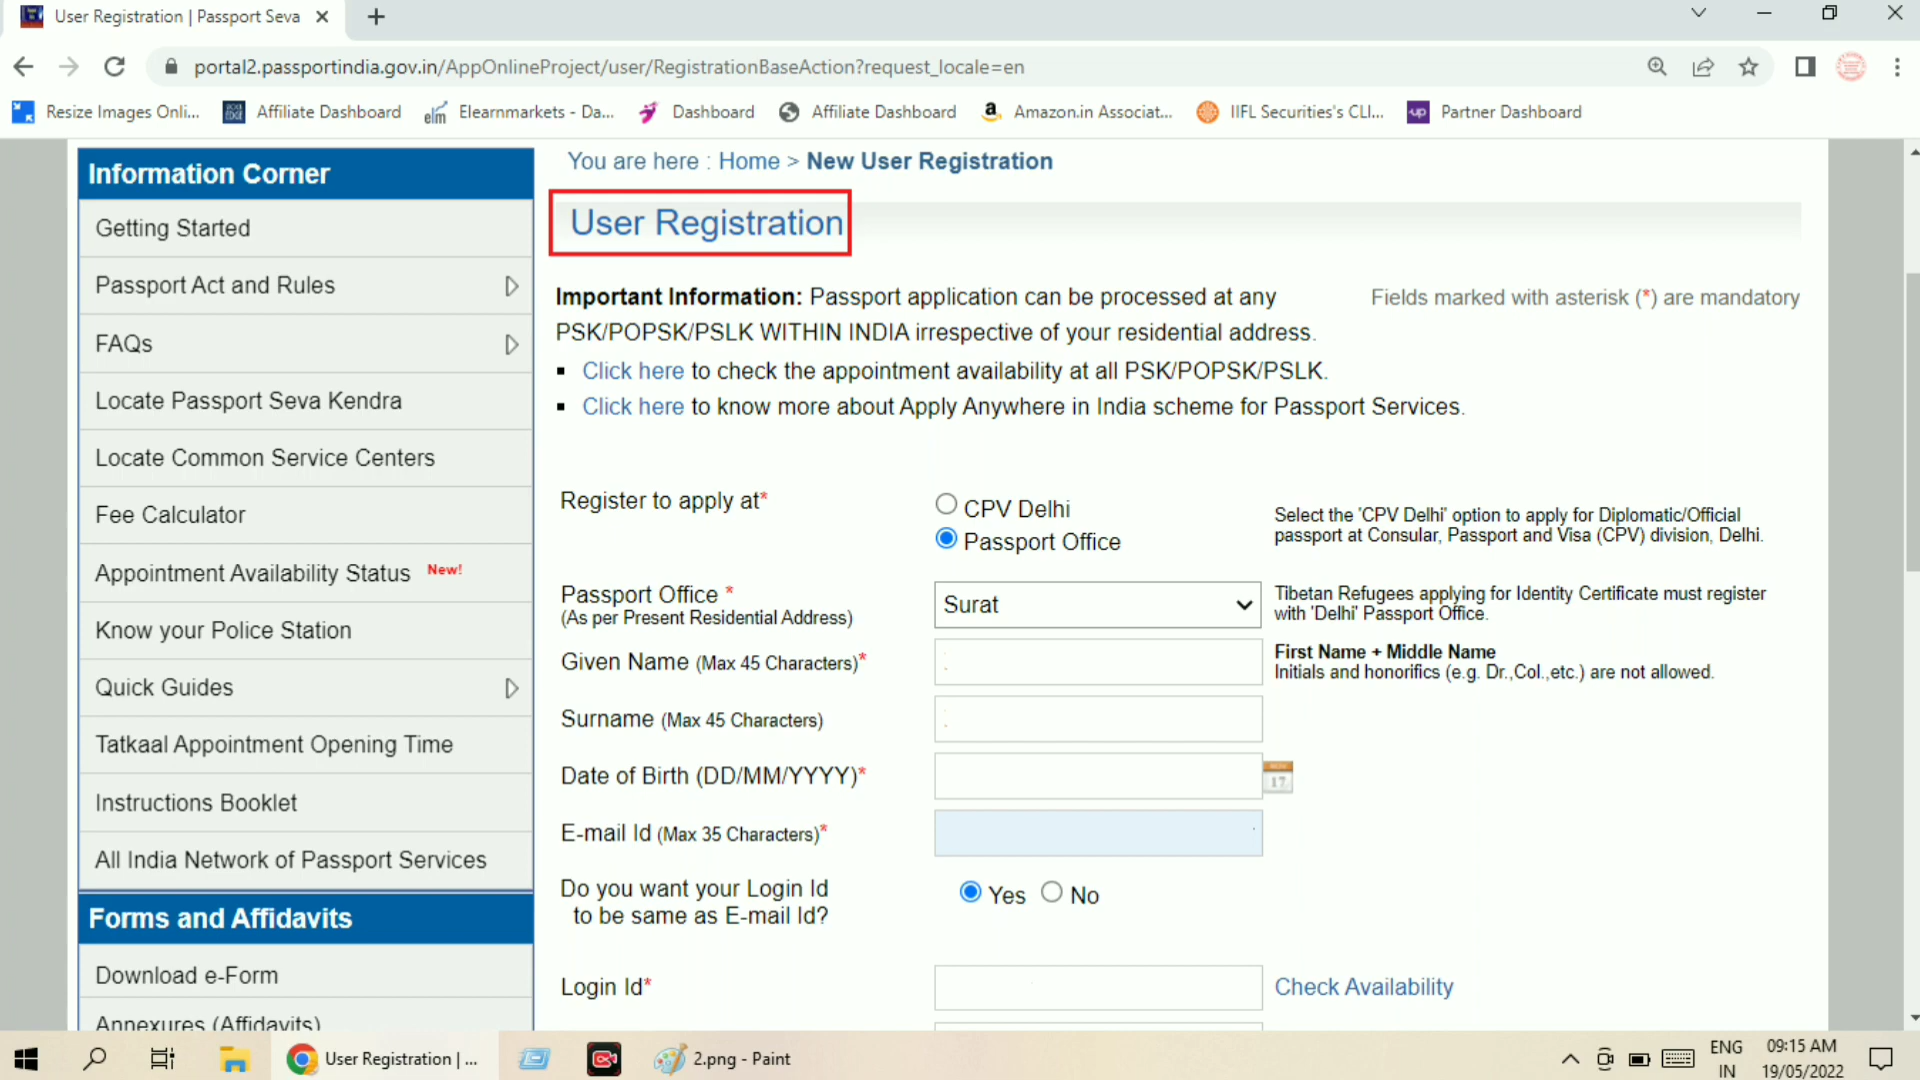 User Registration | Passport Seva
portal2.passportindia.gov.in/AppOnlineProject/user/RegistrationBaseAction?request_locale=en
Resize Images Onli... Affiliate Dashboard Elearnmarkets - Da... Dashboard Affiliate Dashboard Amazon.in Associat... IIFL Securities's CLI... Partner Dashboard
Information Corner
Getting Started
Passport Act and Rules
FAQs
Locate Passport Seva Kendra
Locate Common Service Centers
Fee Calculator
Appointment Availability Status New!
Know your Police Station
Quick Guides
Tatkaal Appointment Opening Time
Instructions Booklet
All India Network of Passport Services
Forms and Affidavits
Download e-Form
Annexures (Affidavits)
You are here : Home > New User Registration
User Registration
Important Information: Passport application can be processed at any
PSK/POPSK/PSLK WITHIN INDIA irrespective of your residential address.
Fields marked with asterisk (*) are mandatory
▪ Click here to check the appointment availability at all PSK/POPSK/PSLK.
▪ Click here to know more about Apply Anywhere in India scheme for Passport Services.
Register to apply at*
CPV Delhi
Passport Office
Select the 'CPV Delhi' option to apply for Diplomatic/Official
passport at Consular, Passport and Visa (CPV) division, Delhi.
Passport Office *
(As per Present Residential Address)
Surat
Tibetan Refugees applying for Identity Certificate must register
with 'Delhi' Passport Office.
Given Name (Max 45 Characters)*
First Name + Middle Name
Initials and honorifics (e.g. Dr.,Col.,etc.) are not allowed.
Surname (Max 45 Characters)
Date of Birth (DD/MM/YYYY)*
17
E-mail Id (Max 35 Characters)*
Do you want your Login Id
to be same as E-mail Id?
Yes No
Login Id*
Check Availability
User Registration | ... 2.png - Paint
ENG
IN
09:15 AM
19/05/2022